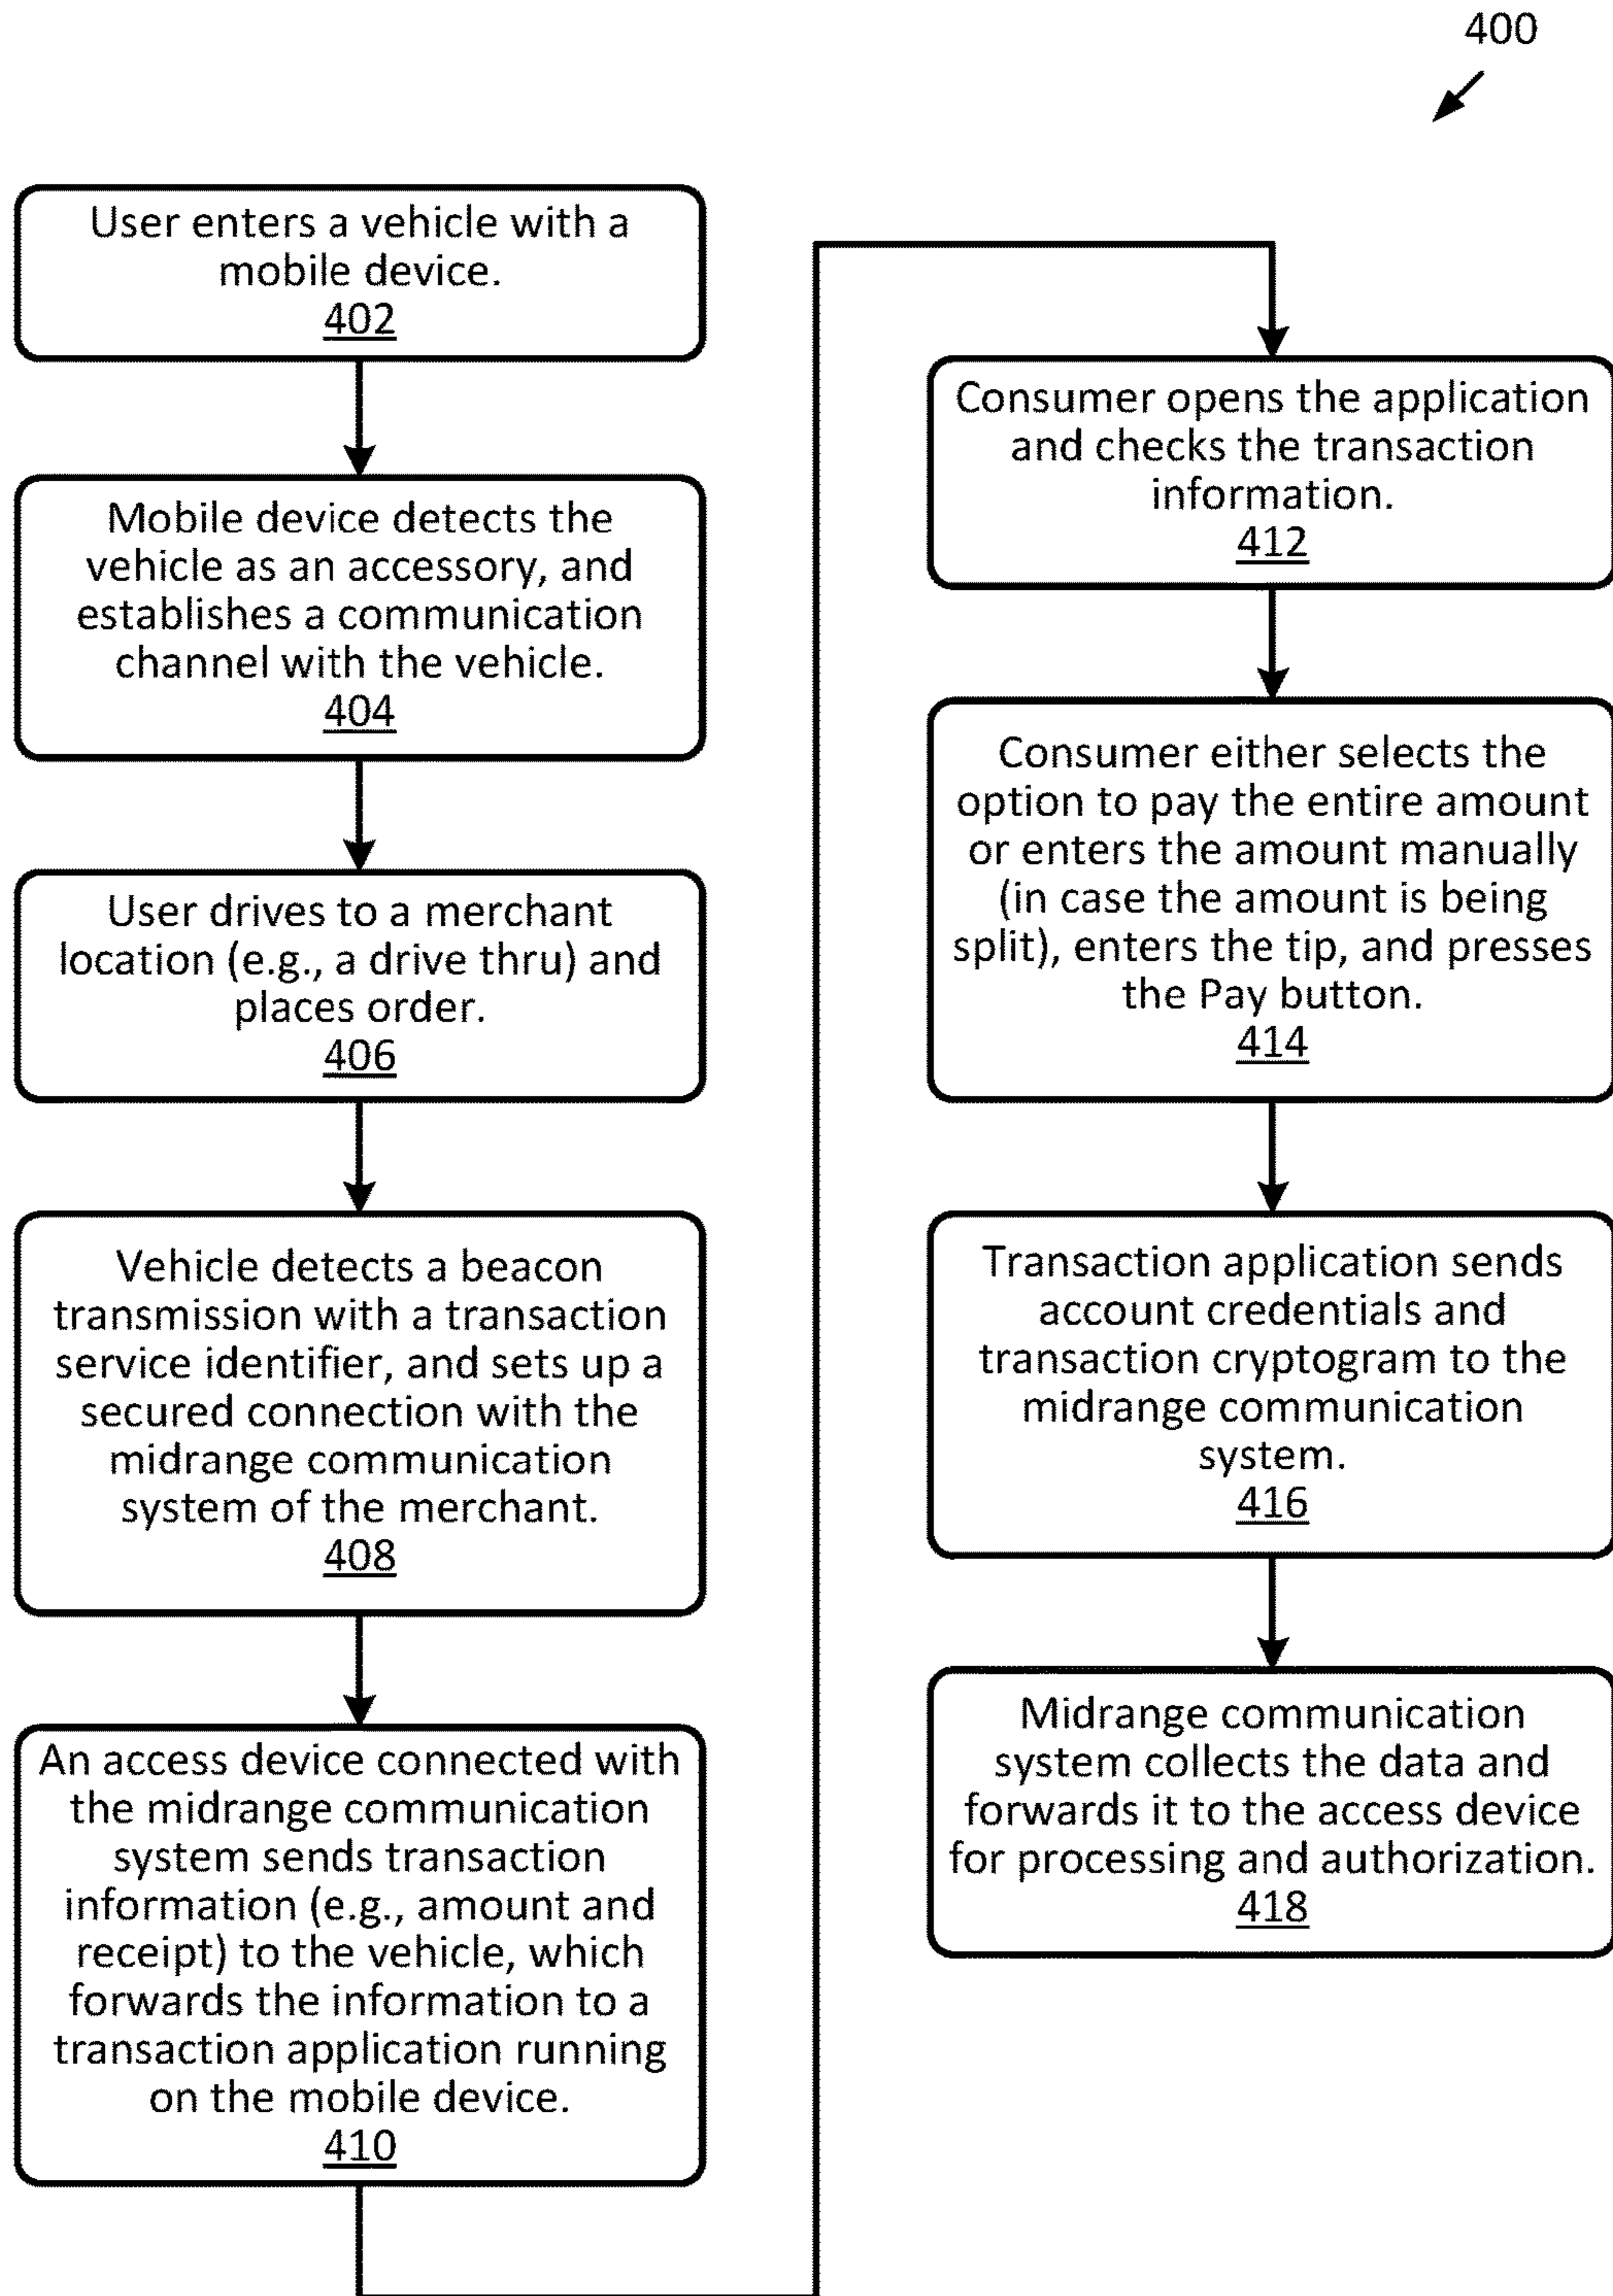 400
User enters a vehicle with a
mobile device.
402
Mobile device detects the
vehicle as an accessory, and
establishes a communication
channel with the vehicle.
404
User drives to a merchant
location (e.g., a drive thru) and
places order.
406
Vehicle detects a beacon
transmission with a transaction
service identifier, and sets up a
secured connection with the
midrange communication
system of the merchant.
408
An access device connected with
the midrange communication
system sends transaction
information (e.g., amount and
receipt) to the vehicle, which
forwards the information to a
transaction application running
on the mobile device.
410
Consumer opens the application
and checks the transaction
information.
412
Consumer either selects the
option to pay the entire amount
or enters the amount manually
(in case the amount is being
split), enters the tip, and presses
the Pay button.
414
Transaction application sends
account credentials and
transaction cryptogram to the
midrange communication
system.
416
Midrange communication
system collects the data and
forwards it to the access device
for processing and authorization.
418